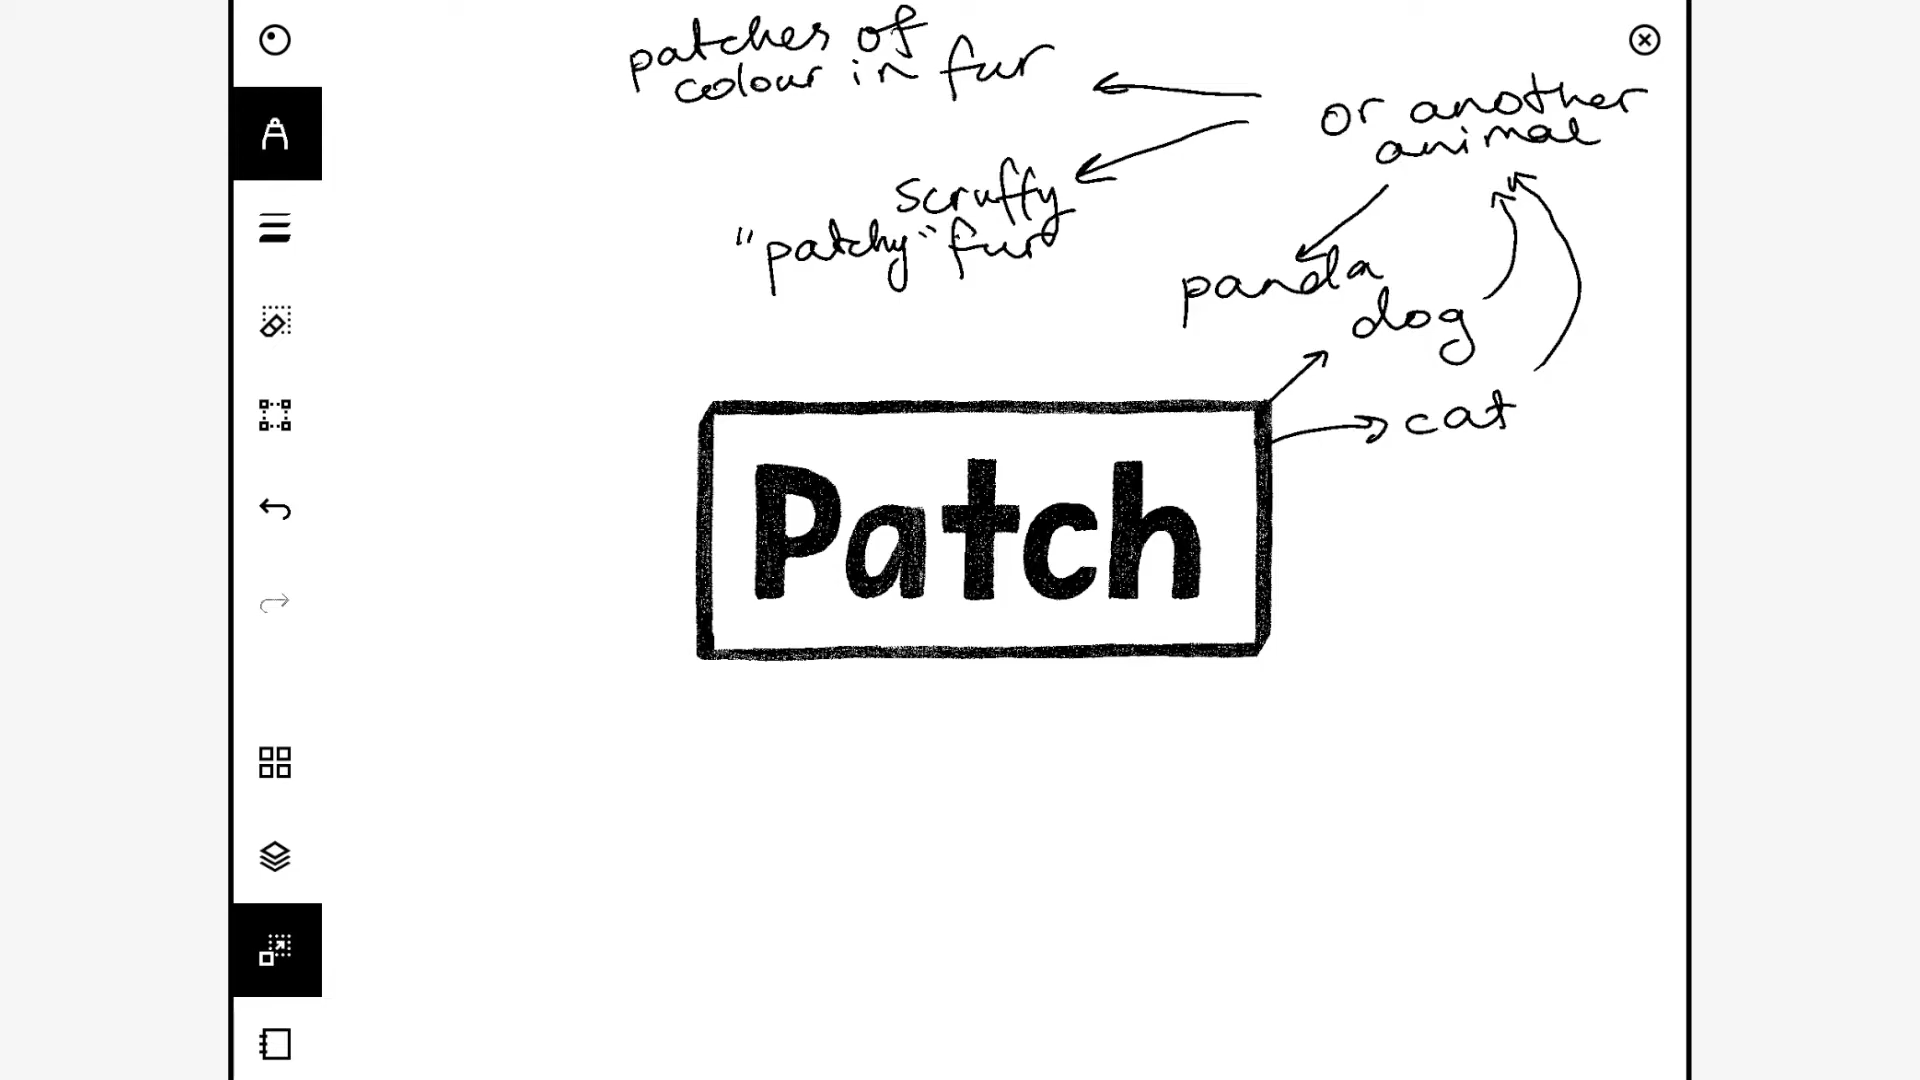 patches of
colour in fur
or another
animal
scruffy
"patchy" fur
panda
dog
cat
Patch